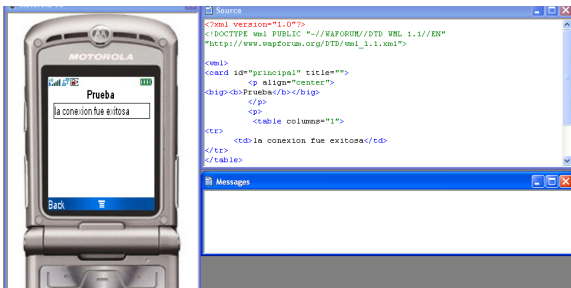 MOTOROLA
Prueba
la conexion fue exitosa
Back
Source
<?xml version="1.0"?>
<!DOCTYPE wml PUBLIC "-//WAPFORUM//DTD WML 1.1//EN"
"http://www.wapforum.org/DTD/wml_1.1.xml">
<wml>
<card id="principal" title="">
<p align="center">
<big><b>Prueba</b></big>
</p>
<p>
<table columns="1">
<tr>
<td>la conexion fue exitosa</td>
</tr>
</table>
Messages